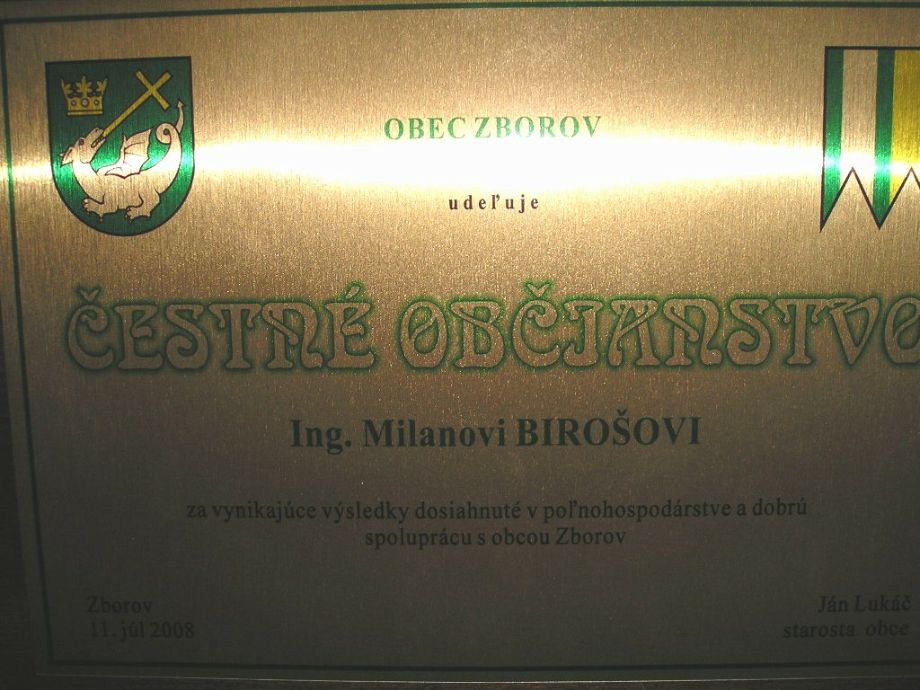 OBEC ZBOROV
udeľuje
ČESTNÉ OBČJANSTVO
Ing. Milanovi BIROŠOVI
za vynikajúce výsledky dosiahnuté v poľnohospodárstve a dobrú
spoluprácu s obcou Zborov
Zborov
11. júl 2008
Ján Lukáč
starosta obce